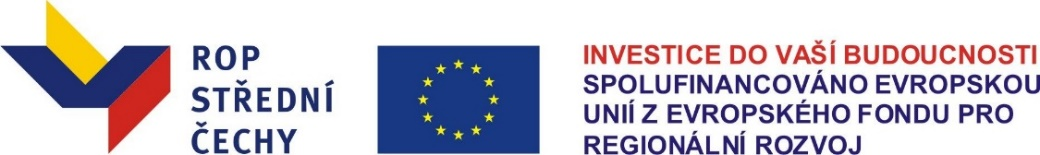 ROP
STŘEDNÍ
ČECHY
INVESTICE DO VAŠÍ BUDOUCNOSTI
SPOLUFINANCOVÁNO EVROPSKOU
UNIÍ Z EVROPSKÉHO FONDU PRO
REGIONÁLNÍ ROZVOJ